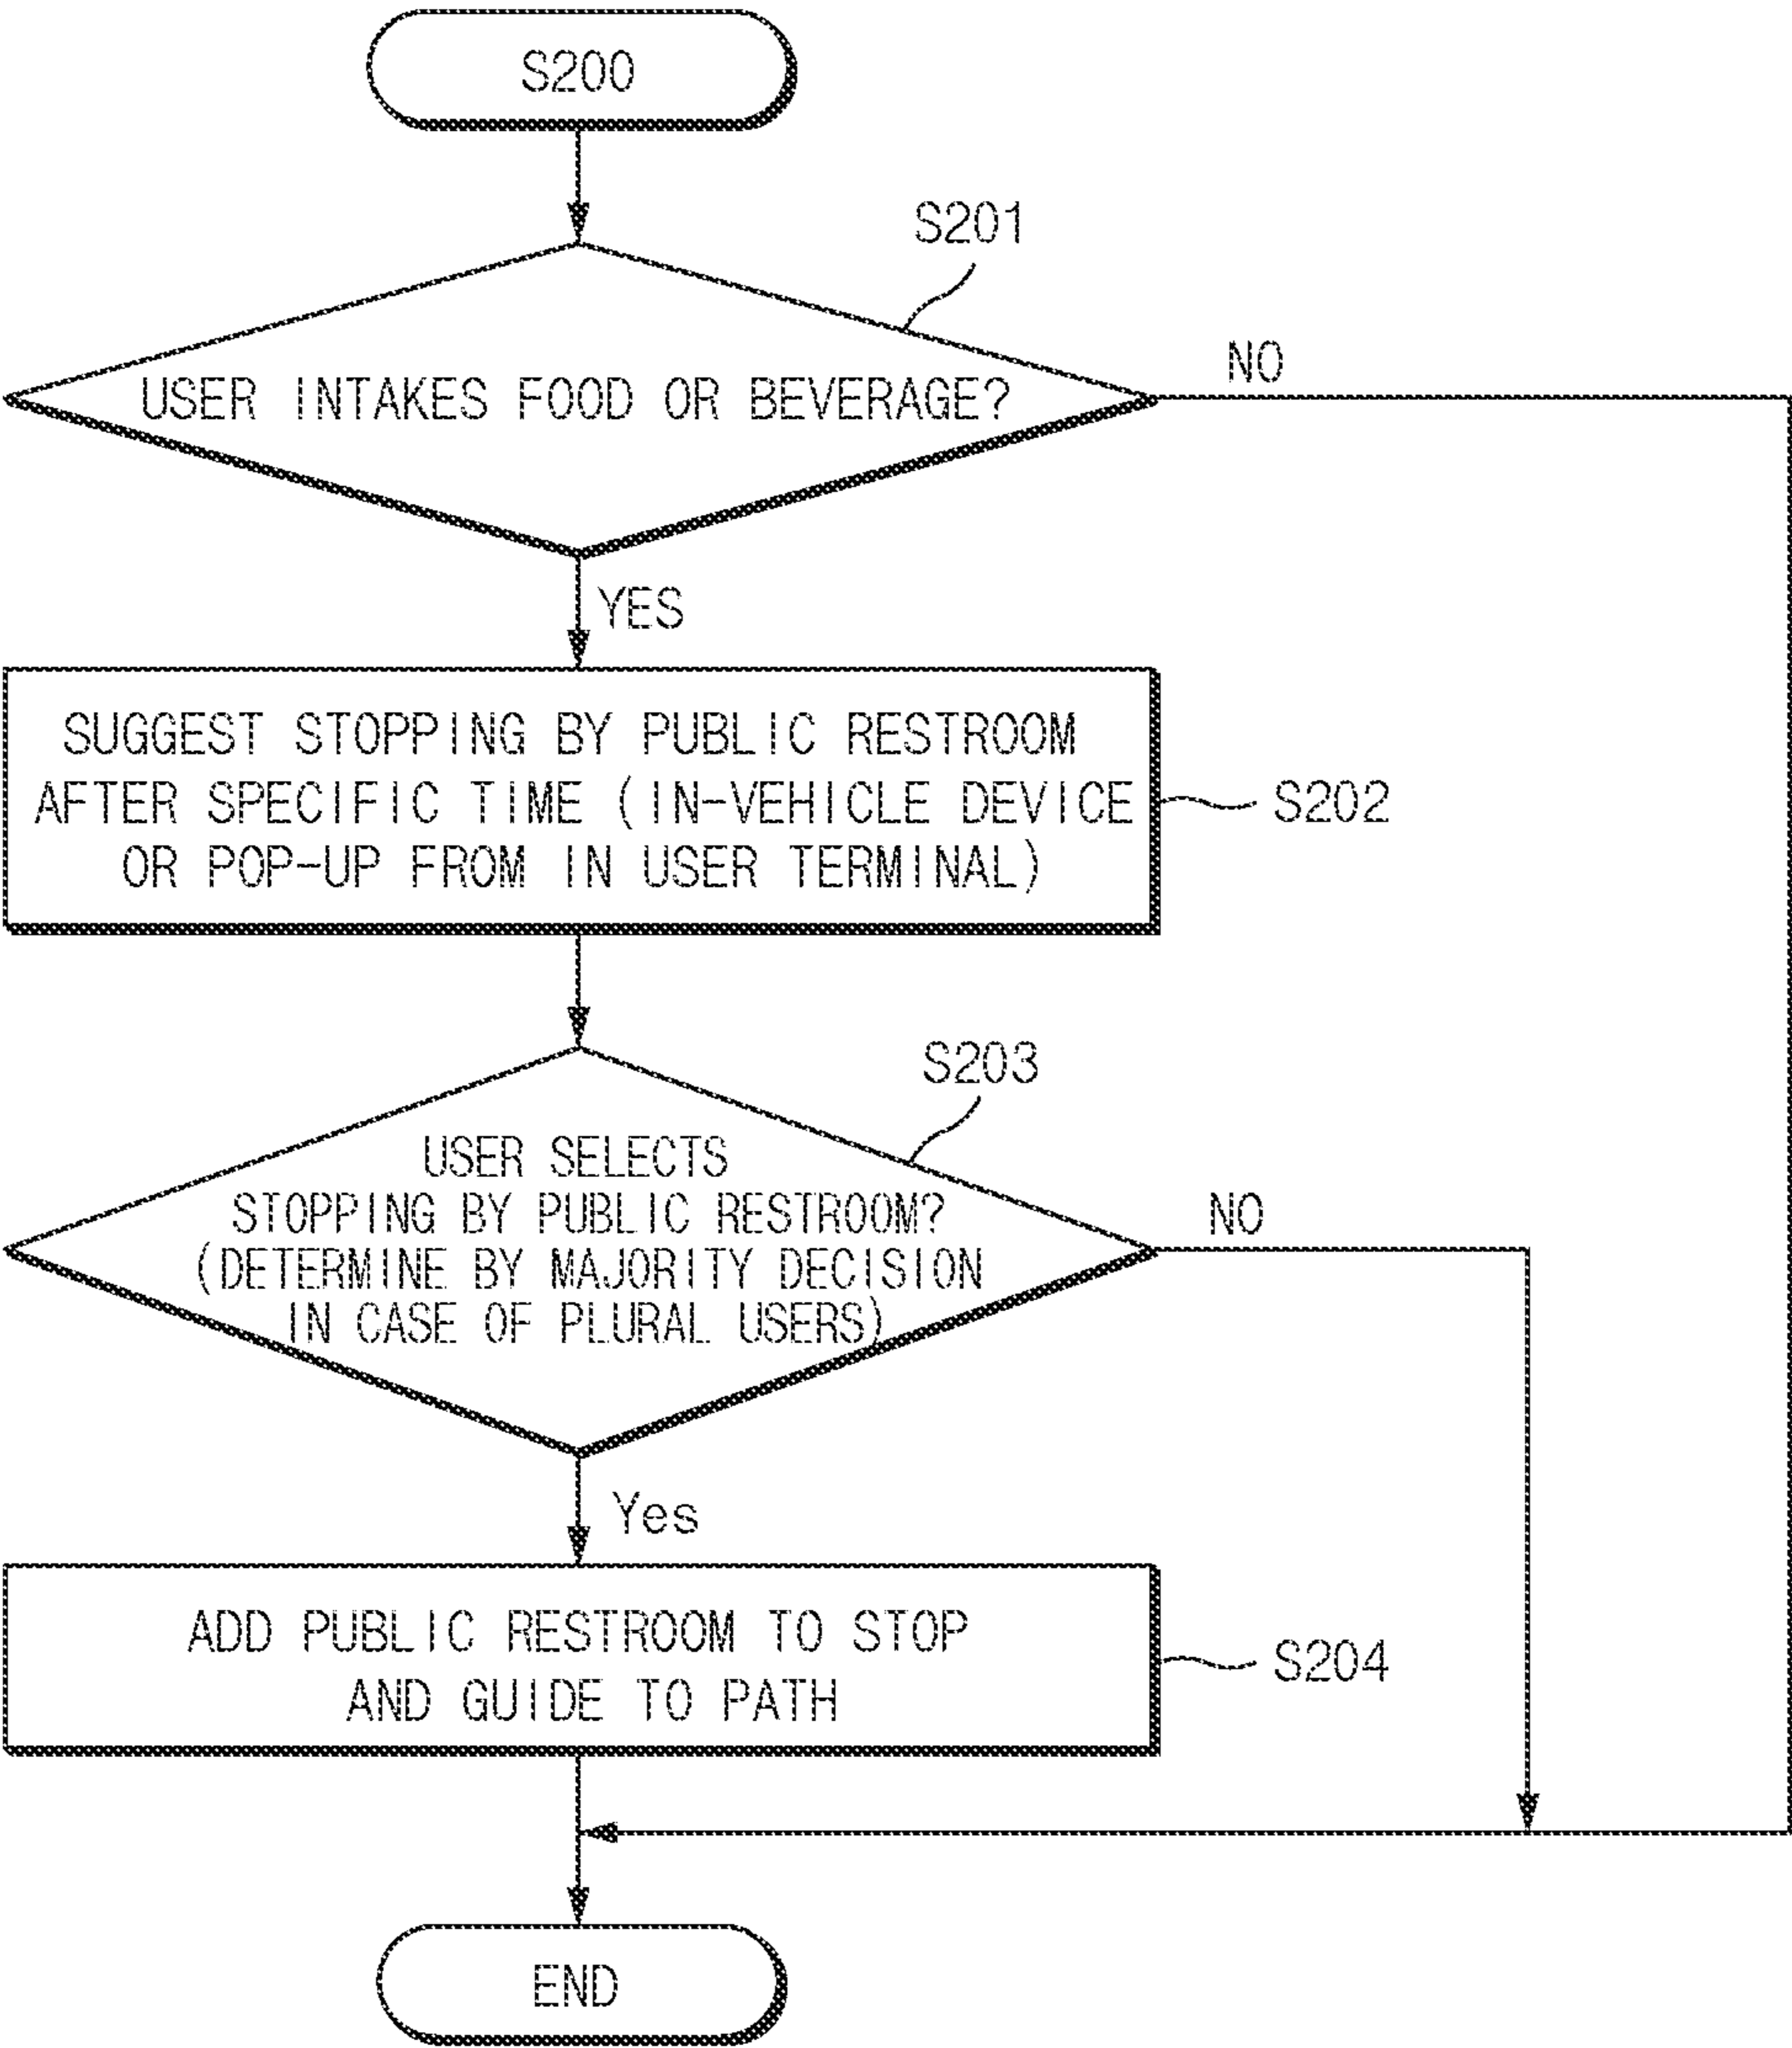 S200
S201
USER INTAKES FOOD OR BEVERAGE?
NO
YES
SUGGEST STOPPING BY PUBLIC RESTROOM
AFTER SPECIFIC TIME (IN-VEHICLE DEVICE
OR POP-UP FROM IN USER TERMINAL)
S202
S203
USER SELECTS
STOPPING BY PUBLIC RESTROOM?
(DETERMINE BY MAJORITY DECISION
IN CASE OF PLURAL USERS)
NO
Yes
ADD PUBLIC RESTROOM TO STOP
AND GUIDE TO PATH
S204
END